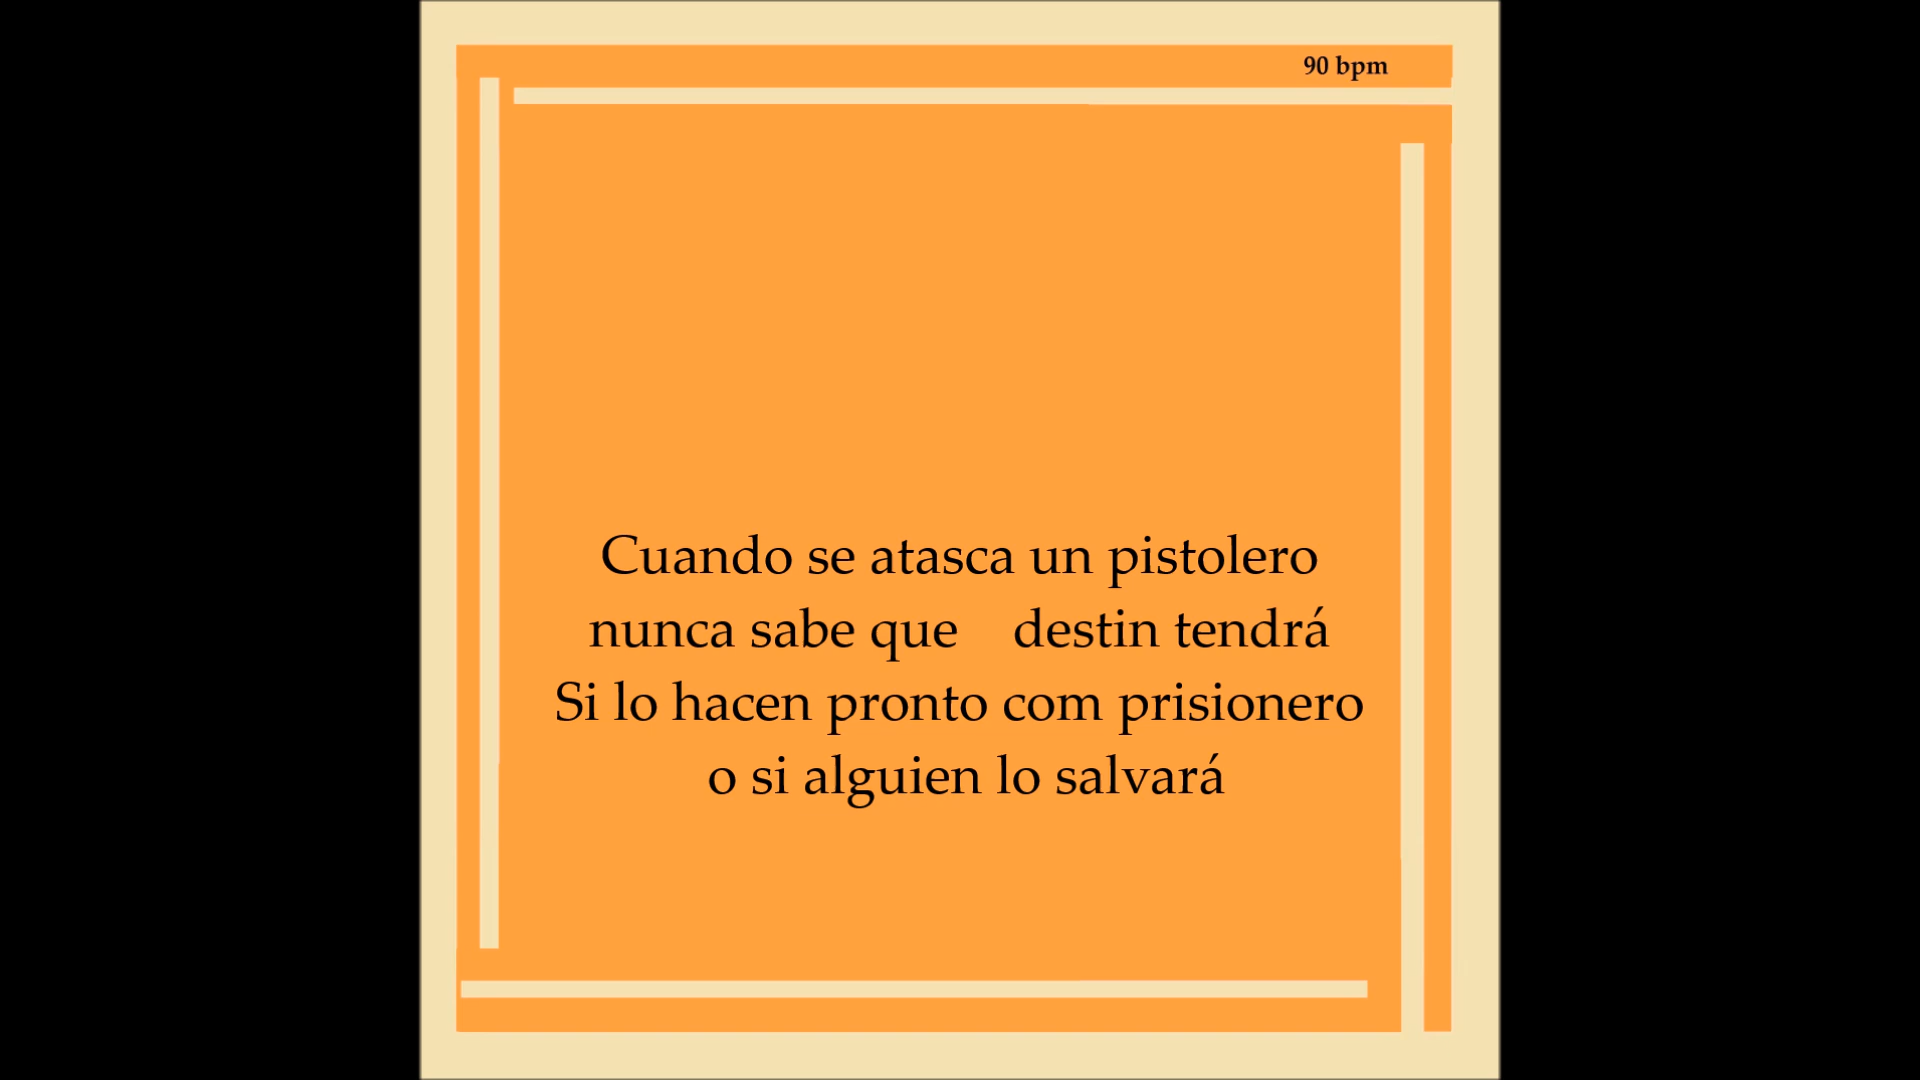 90 bpm
Cuando se atasca un pistolero
nunca sabe que destin tendrá
Si lo hacen pronto com prisionero
o si alguien lo salvará